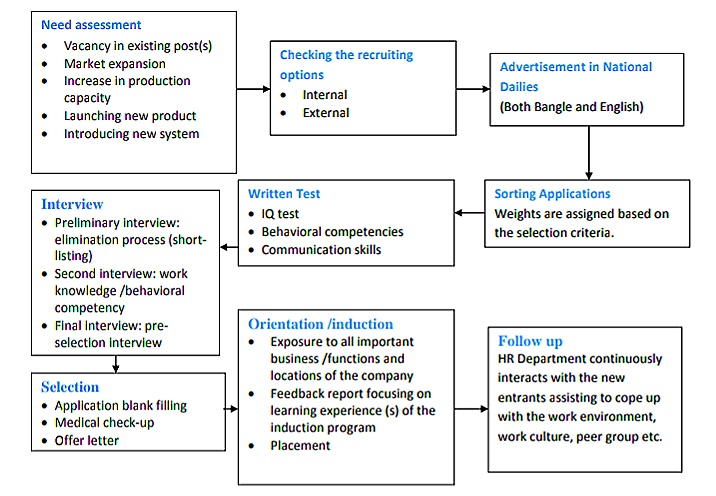 Need assessment
• Vacancy in existing post(s)
• Market expansion
• Increase in production
capacity
• Launching new product
• Introducing new system
Checking the recruiting
options
• Internal
• External
Advertisement in National
Dailies
(Both Bangle and English)
Sorting Applications
Weights are assigned based on
the selection criteria.
Written Test
• IQ test
• Behavioral competencies
• Communication skills
Interview
• Preliminary interview:
elimination process (short-
listing)
• Second interview: work
knowledge /behavioral
competency
• Final interview: pre-
selection interview
Selection
• Application blank filling
• Medical check-up
• Offer letter
Orientation /induction
• Exposure to all important
business /functions and
locations of the company
• Feedback report focusing on
learning experience (s) of the
induction program
• Placement
Follow up
HR Department continuously
interacts with the new
entrants assisting to cope up
with the work environment,
work culture, peer group etc.